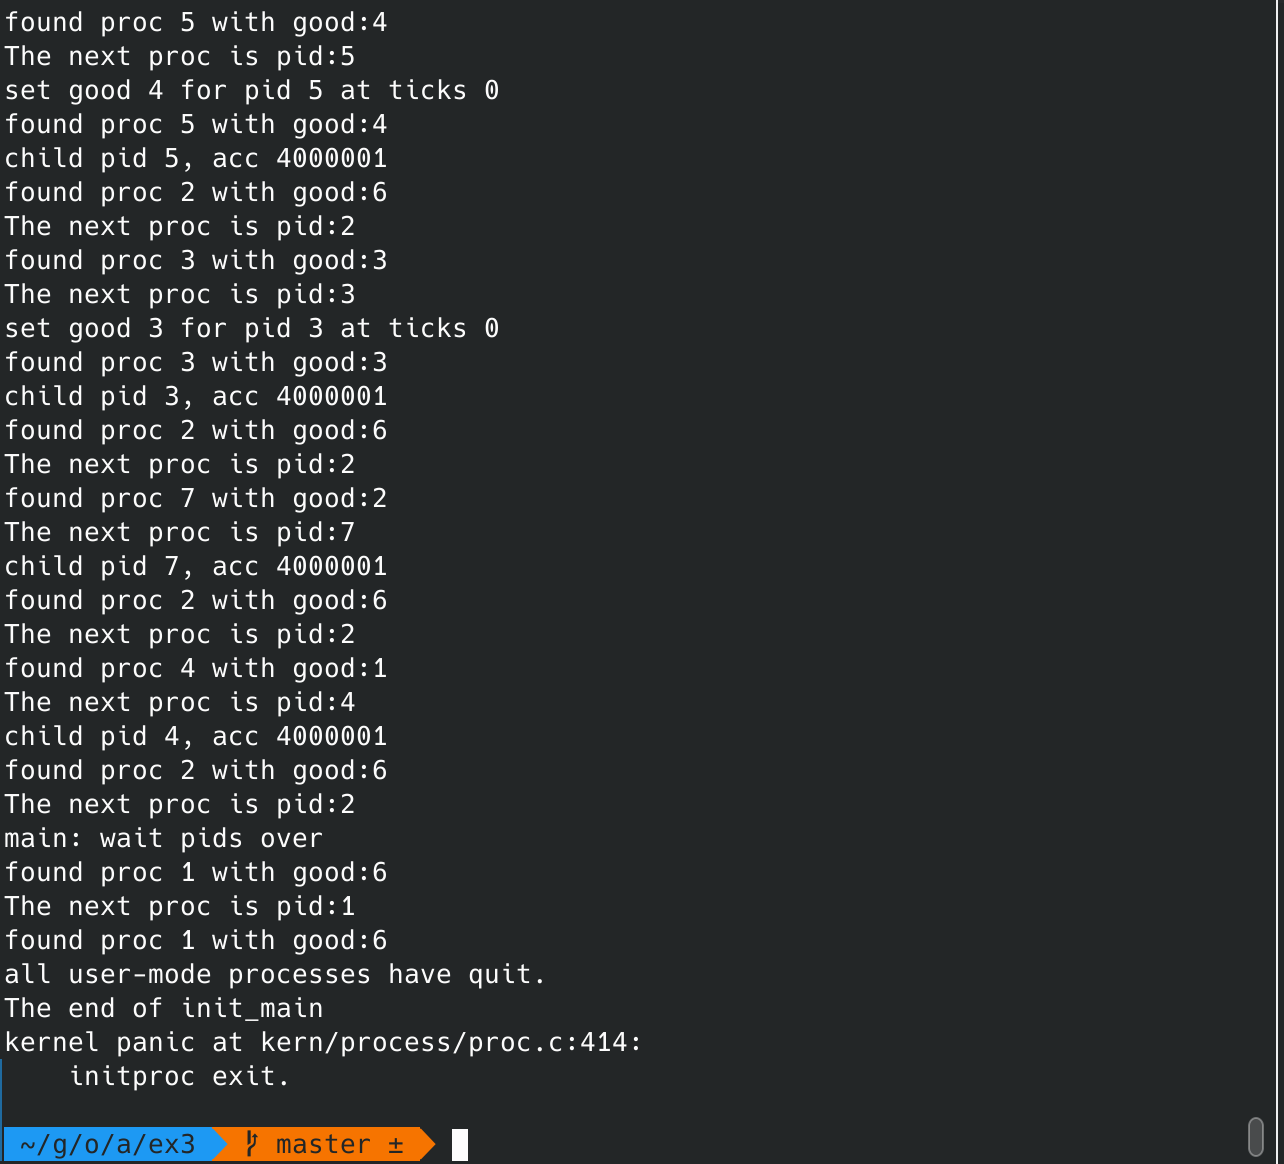 found proc 5 with good:4
The next proc is pid:5
set good 4 for pid 5 at ticks 0
found proc 5 with good:4
child pid 5, acc 4000001
found proc 2 with good:6
The next proc is pid:2
found proc 3 with good:3
The next proc is pid:3
set good 3 for pid 3 at ticks 0
found proc 3 with good:3
child pid 3, acc 4000001
found proc 2 with good:6
The next proc is pid:2
found proc 7 with good:2
The next proc is pid:7
child pid 7, acc 4000001
found proc 2 with good:6
The next proc is pid:2
found proc 4 with good:1
The next proc is pid:4
child pid 4, acc 4000001
found proc 2 with good:6
The next proc is pid:2
main: wait pids over
found proc 1 with good:6
The next proc is pid:1
found proc 1 with good:6
all user-mode processes have quit.
The end of init_main
kernel panic at kern/process/proc.c:414:
    initproc exit.
~/g/o/a/ex3 master ±